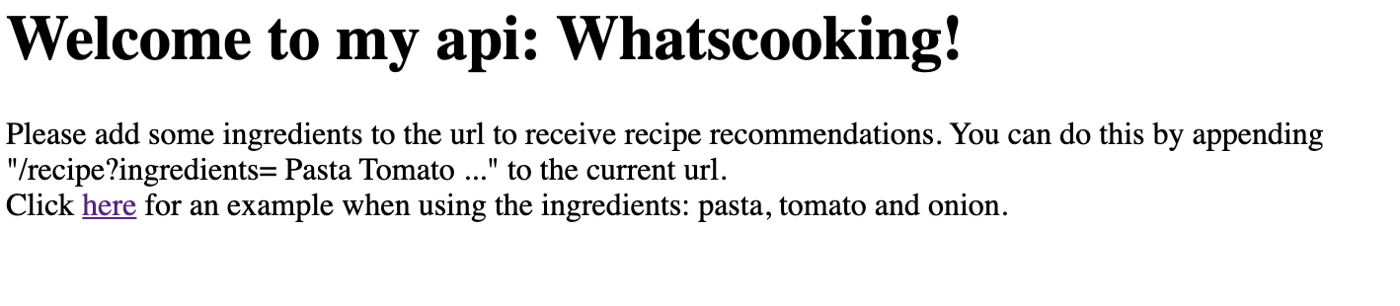 Welcome to my api: Whatscooking!
Please add some ingredients to the url to receive recipe recommendations. You can do this by appending
"/recipe?ingredients= Pasta Tomato ..." to the current url.
Click here for an example when using the ingredients: pasta, tomato and onion.